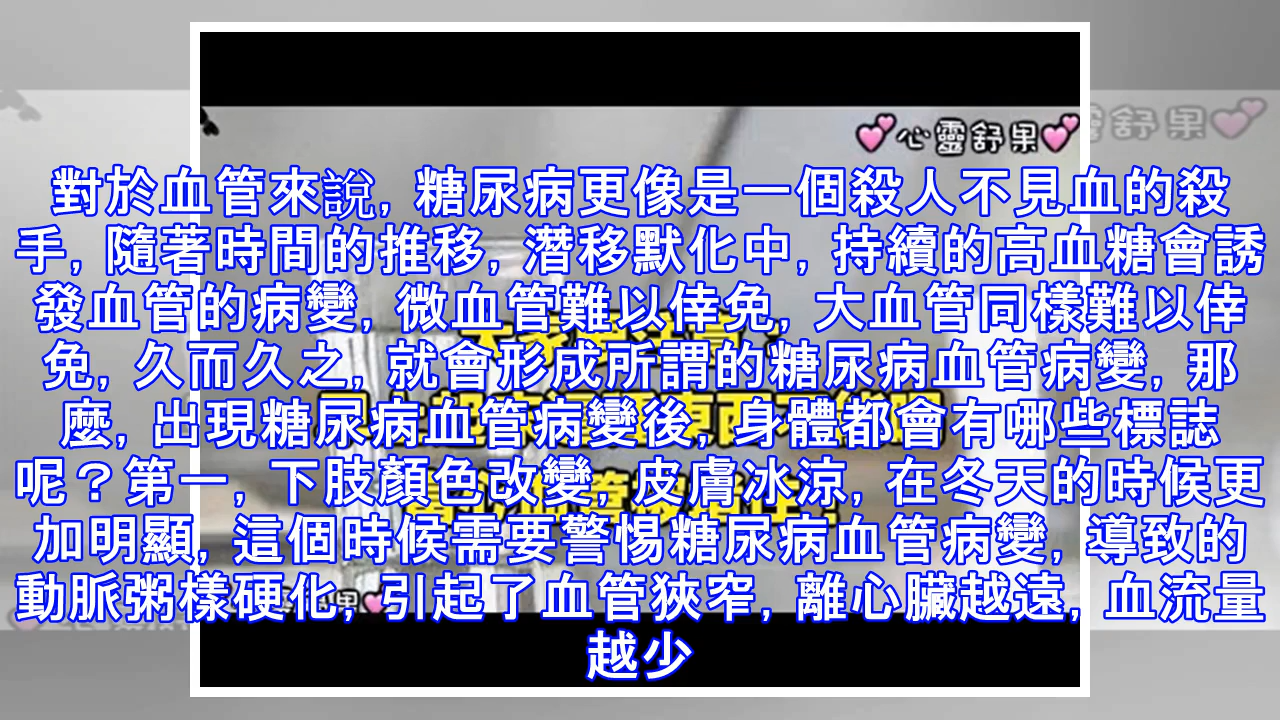 心靈舒果
靈舒果
對於血管來說, 糖尿病更像是一個殺人不見血的殺
手, 隨著時間的推移, 潛移默化中, 持續的高血糖會誘
發血管的病變, 微血管難以倖免, 大血管同樣難以倖
免, 久而久之, 就會形成所謂的糖尿病血管病變, 那
麼, 出現糖尿病血管病變後, 身體都會有哪些標誌
呢？第一, 下肢顏色改變, 皮膚冰涼, 在冬天的時候更
加明顯, 這個時候需要警惕糖尿病血管病變, 導致的
動脈粥樣硬化, 引起了血管狹窄, 離心臟越遠, 血流量
越少